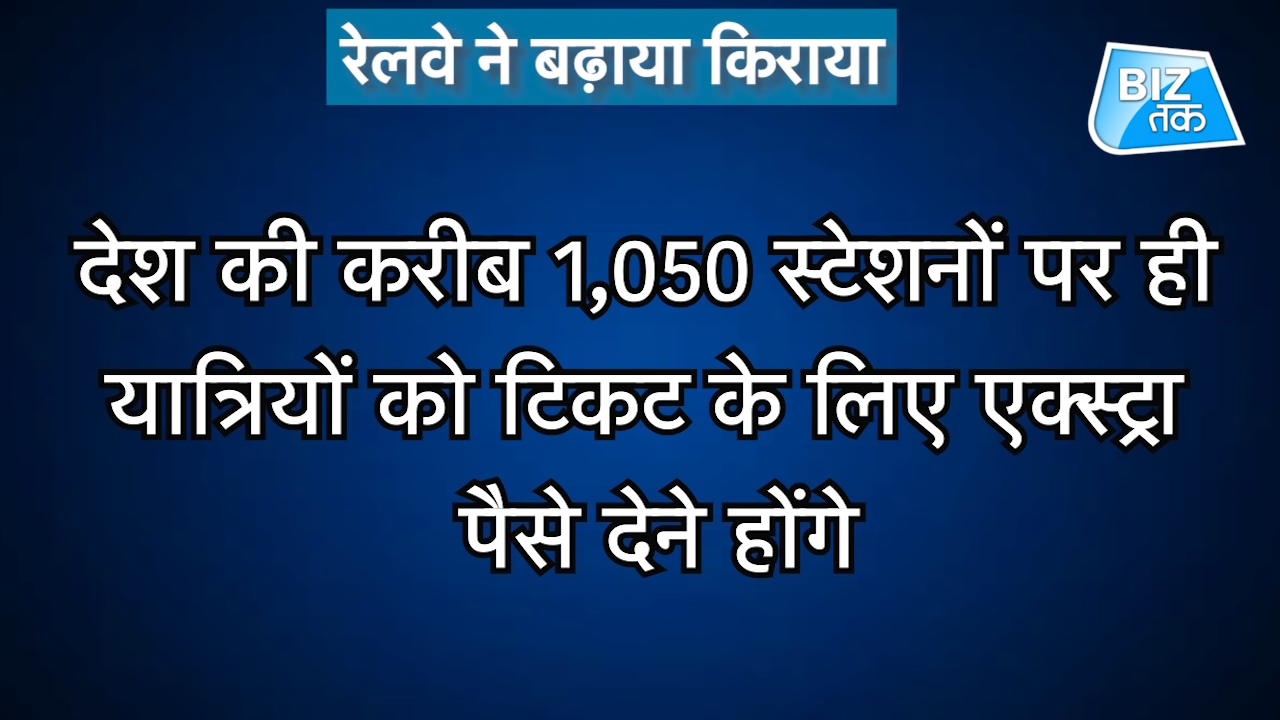 रेलवे ने बढ़ाया किराया
BIZ
तक
देश की करीब 1,050 स्टेशनों पर ही
यात्रियों को टिकट के लिए एक्स्ट्रा
पैसे देने होंगे